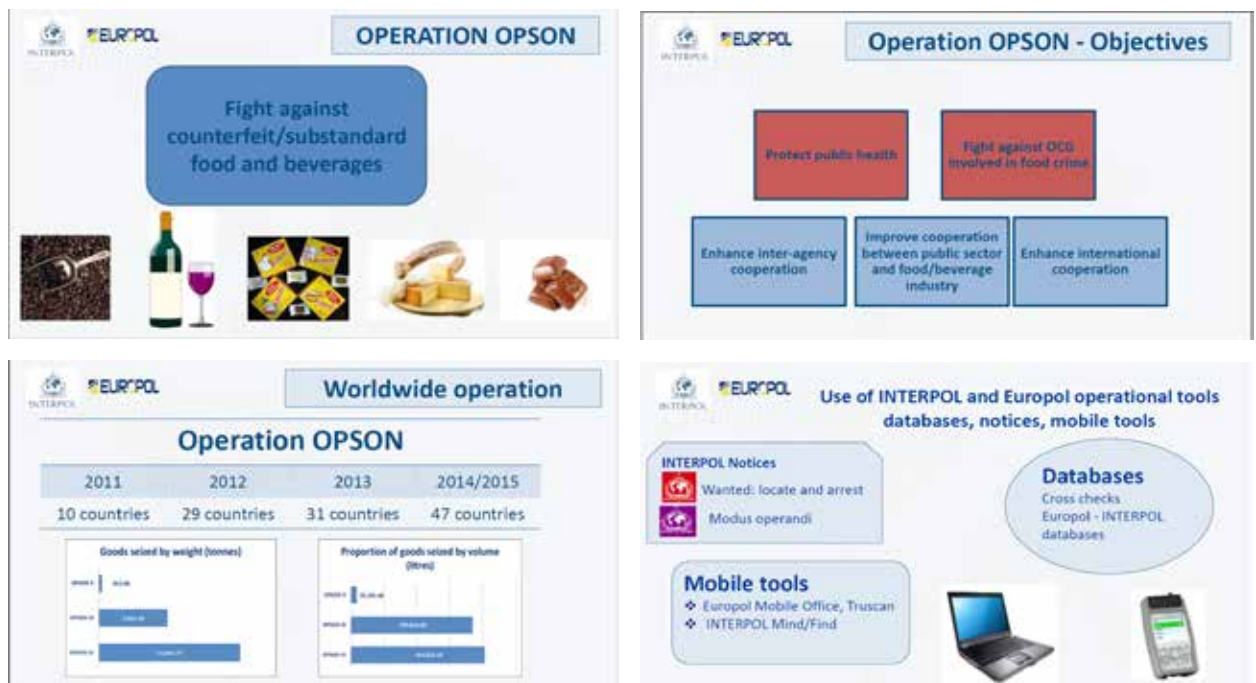 INTERPOL
EUROPOL
OPERATION OPSON
Fight against
counterfeit/substandard
food and beverages
INTERPOL
EUROPOL
Operation OPSON - Objectives
Protect public health
Fight against OCG
involved in food crime
Enhance inter-agency
cooperation
Improve cooperation
between public sector
and food/beverage
industry
Enhance international
cooperation
INTERPOL
EUROPOL
Worldwide operation
Operation OPSON
2011 2012 2013 2014/2015
10 countries 29 countries 31 countries 47 countries
Goods seized by weight (tonnes)
Proportion of goods seized by volume
(litres)
INTERPOL
EUROPOL
Use of INTERPOL and Europol operational tools
databases, notices, mobile tools
INTERPOL Notices
Wanted: locate and arrest
Modus operandi
Databases
Cross checks
Europol - INTERPOL
databases
Mobile tools
❖ Europol Mobile Office, Truscan
❖ INTERPOL Mind/Find